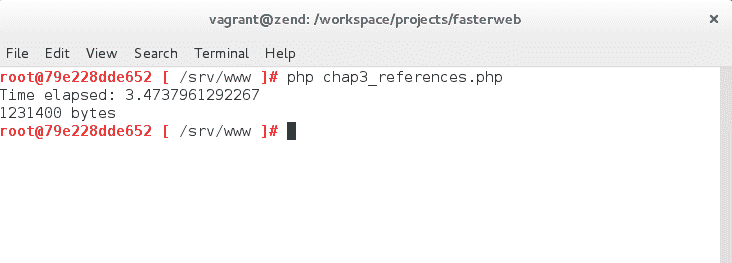 vagrant@zend: /workspace/projects/fasterweb
File Edit View Search Terminal Help
root@79e228dde652 [ /srv/www ]# php chap3_references.php
Time elapsed: 3.4737961292267
1231400 bytes
root@79e228dde652 [ /srv/www ]#